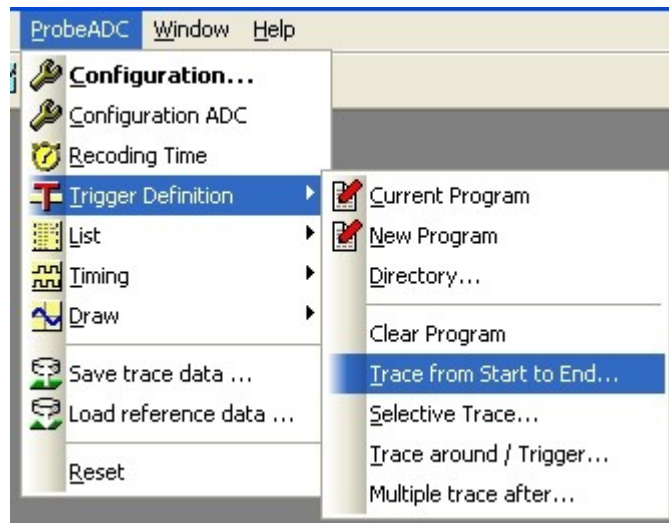 ProbeADC Window Help
Configuration...
Configuration ADC
Recoding Time
Trigger Definition
List
Timing
Draw
Save trace data ...
Load reference data ...
Reset
Current Program
New Program
Directory...
Clear Program
Trace from Start to End...
Selective Trace...
Trace around / Trigger...
Multiple trace after...